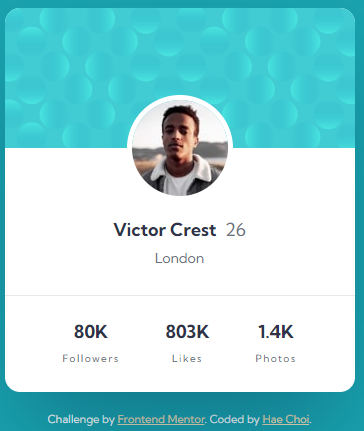 Victor Crest 26
London
80K 803K 1.4K
Followers Likes Photos
Challenge by Frontend Mentor. Coded by Hae Choi.